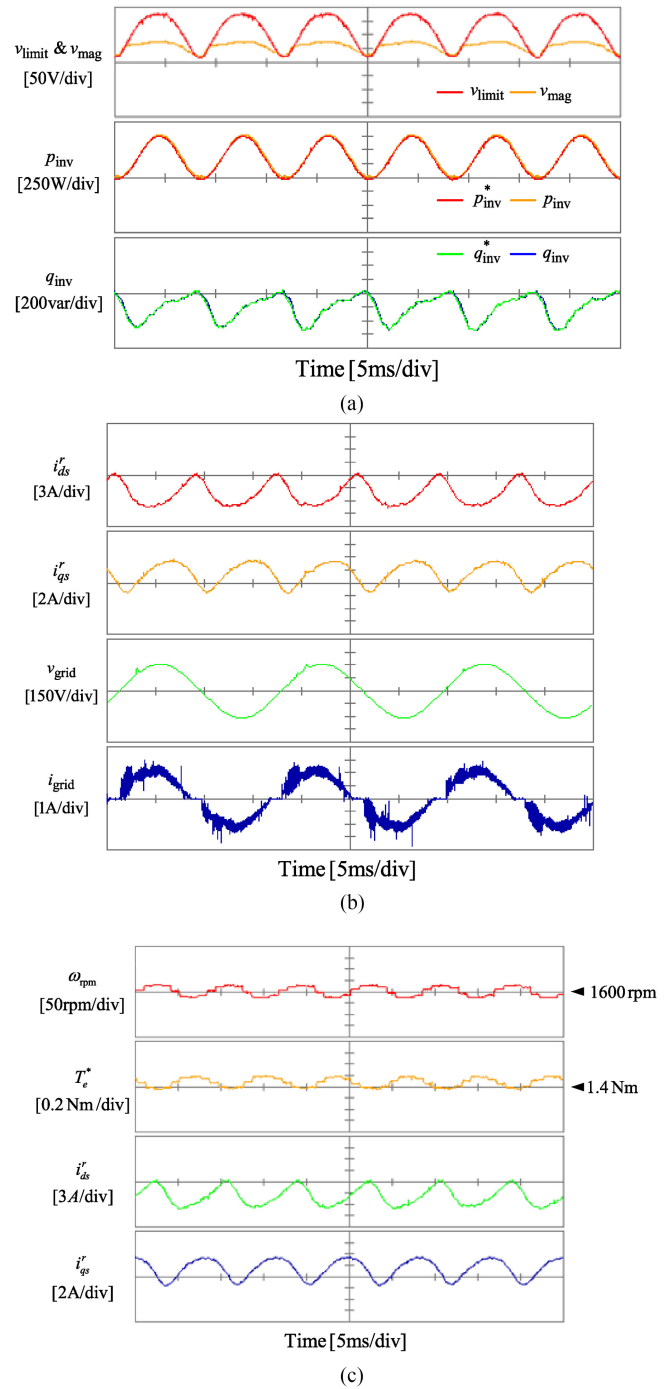 v_limit & v_mag
[50V/div]
v_limit v_mag
p_inv
[250W/div]
p*_inv p_inv
q_inv
[200var/div]
q*_inv q_inv
Time [5ms/div]
(a)
i^r_ds
[3A/div]
i^r_qs
[2A/div]
v_grid
[150V/div]
i_grid
[1A/div]
Time [5ms/div]
(b)
ω_rpm
[50rpm/div]
1600 rpm
T*_e
[0.2 Nm/div]
1.4 Nm
i^r_ds
[3A/div]
i^r_qs
[2A/div]
Time [5ms/div]
(c)